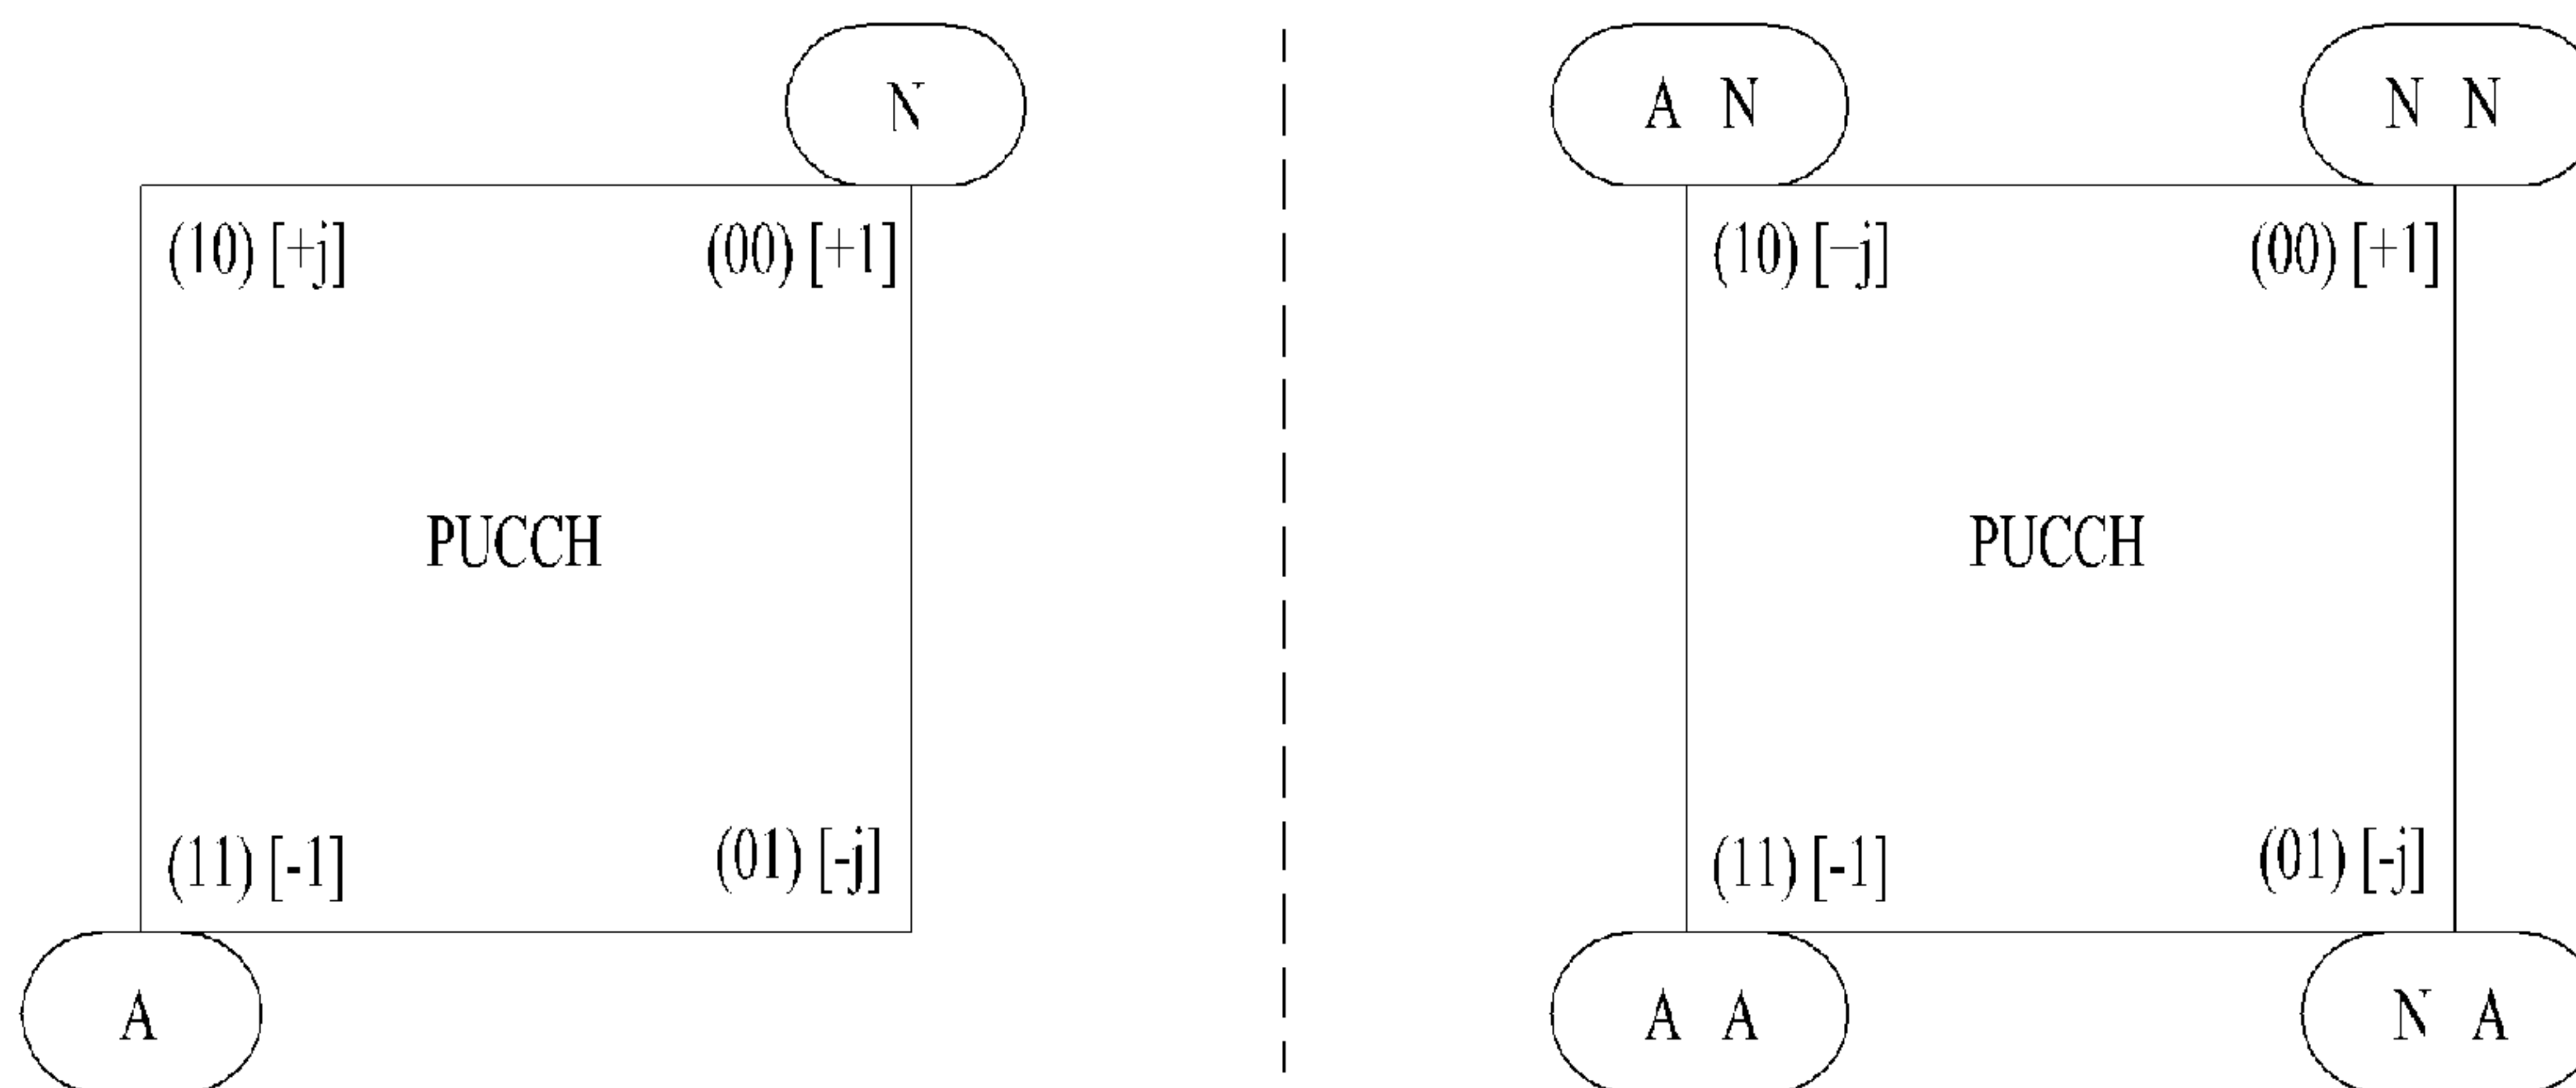 N
A N
N N
(10) [+j]
(00) [+1]
(10) [−j]
(00) [+1]
PUCCH
PUCCH
(11) [-1]
(01) [-j]
(11) [-1]
(01) [-j]
A
A A
N A